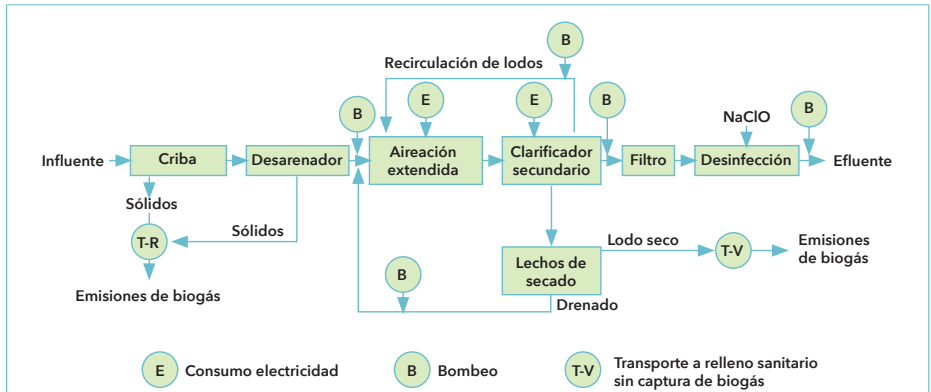 B
Recirculación de lodos
B
E
E
B
NaClO
B
Influente
Criba
Desarenador
Aireación
extendida
Clarificador
secundario
Filtro
Desinfección
Efluente
Sólidos
T-R
Sólidos
Emisiones de biogás
B
Lechos de
secado
Lodo seco
T-V
Emisiones
de biogás
Drenado
E
Consumo electricidad
B
Bombeo
T-V
Transporte a relleno sanitario
sin captura de biogás